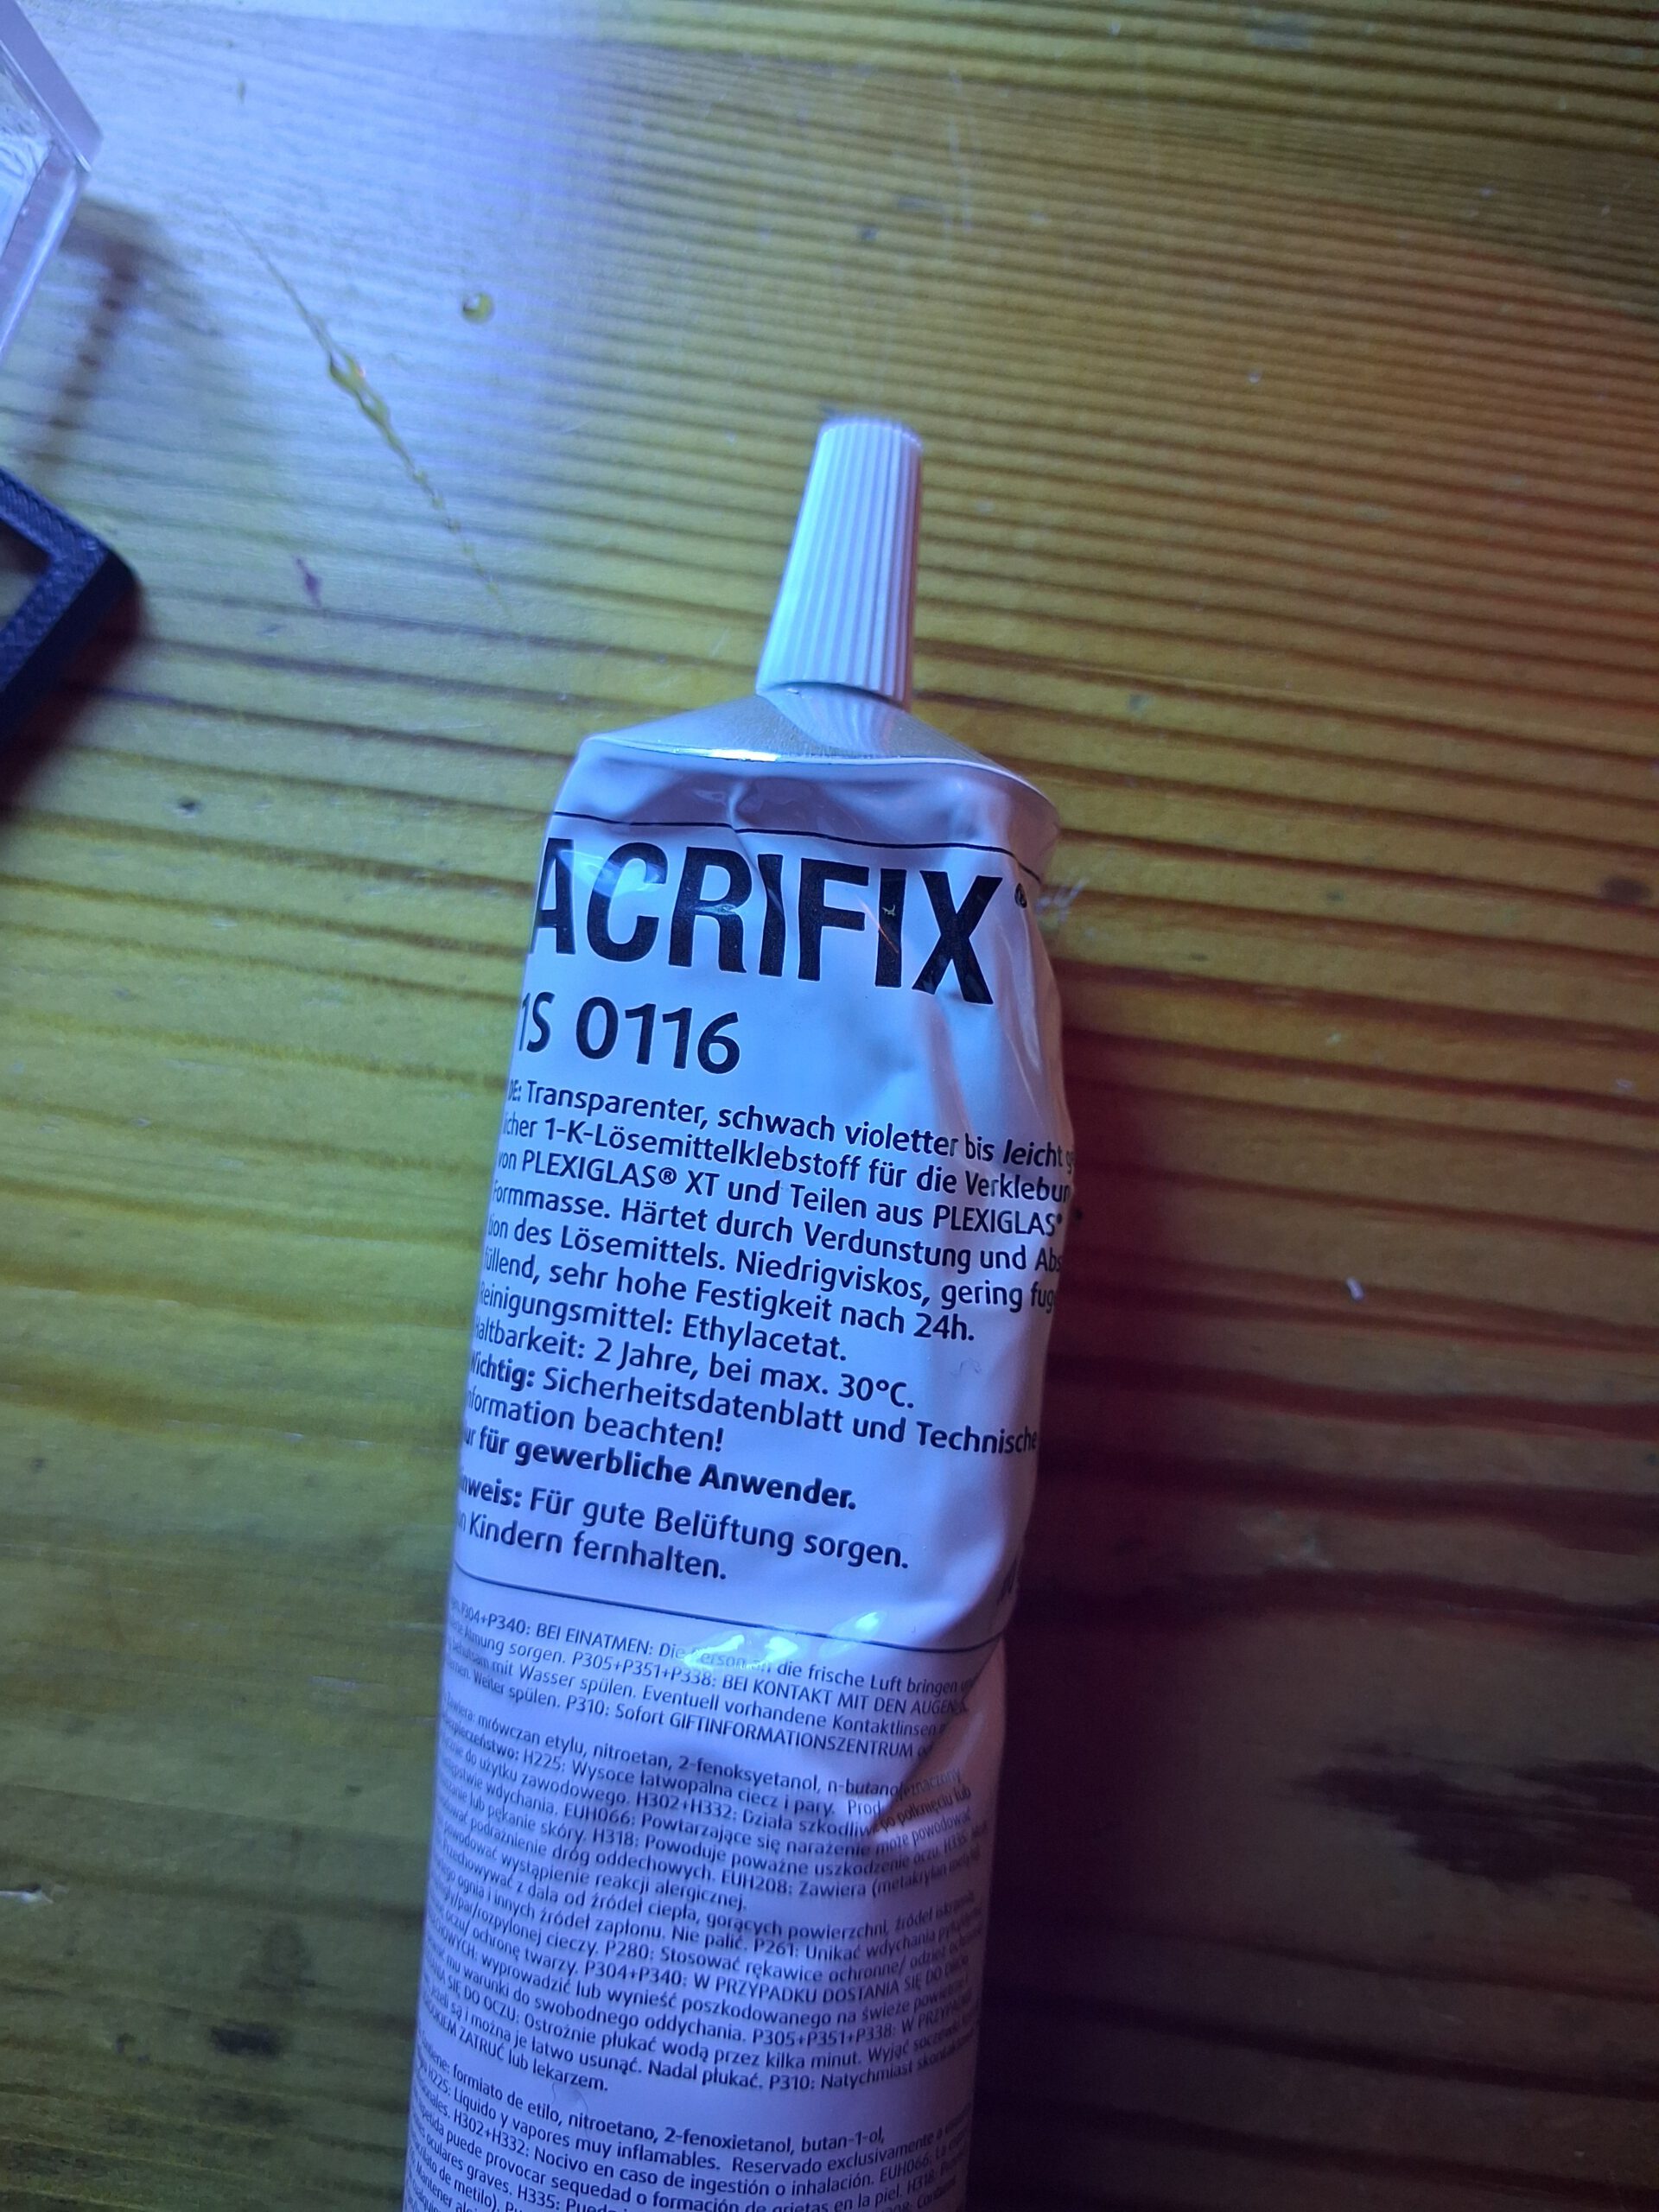 ACRIFIX®
1S 0116
DE: Transparenter, schwach violetter bis leicht
1-K-Lösemittelklebstoff für die
von PLEXIGLAS® XT und Teilen aus PLEXIGLAS®
Formmasse. Härtet durch Verdunstung und
des Lösemittels. Niedrigviskos, gering
sehr hohe Festigkeit nach 24h.
Reinigungsmittel: Ethylacetat.
Haltbarkeit: 2 Jahre, bei max. 30°C.
Wichtig: Sicherheitsdatenblatt und Technische
beachten!
für gewerbliche Anwender.
Für gute Belüftung sorgen.
Kindern fernhalten.
P304+P340: BEI EINATMEN: Die Person an die frische Luft bringen
Atmung sorgen. P305+P351+P338: BEI KONTAKT MIT DEN AUGEN:
behutsam mit Wasser spülen. Eventuell vorhandene Kontaktlinsen
Weiter spülen. P310: Sofort GIFTINFORMATIONSZENTRUM
mrówczan etylu, nitroetan, 2-fenoksyetanol,
H225: Wysoce łatwopalna ciecz i pary.
do użytku zawodowego. H302+H332: Działa szkodliwie po połknięciu lub
wdychania. EUH066: Powtarzające się narażenie może powodować
lub pękanie skóry. H318: Powoduje poważne uszkodzenie oczu.
podrażnienie dróg oddechowych. EUH208: Zawiera
wystąpienie reakcji alergicznej.
z dala od źródeł ciepła, gorących powierzchni, źródeł iskrzenia,
ognia i innych źródeł zapłonu. Nie palić. P261: Unikać wdychania
cieczy. P280: Stosować rękawice ochronne/ odzież
oczu/ ochronę twarzy. P304+P340: W PRZYPADKU DOSTANIA SIĘ DO DRÓG
wyprowadzić lub wynieść poszkodowanego na świeże powietrze
mu warunki do swobodnego oddychania. P305+P351+P338: W
SIĘ DO OCZU: Ostrożnie płukać wodą przez kilka minut. Wyjąć
są i można je łatwo usunąć. Nadal płukać. P310: Natychmiast
ZATRUĆ lub lekarzem.
formiato de etilo, nitroetano, 2-fenoxietanol, butan-1-ol,
H225: Líquido y vapores muy inflamables. Reservado exclusivamente a
H302+H332: Nocivo en caso de ingestión o inhalación. EUH066: La
puede provocar sequedad o formación de grietas en la piel. H318:
oculares graves. H335: